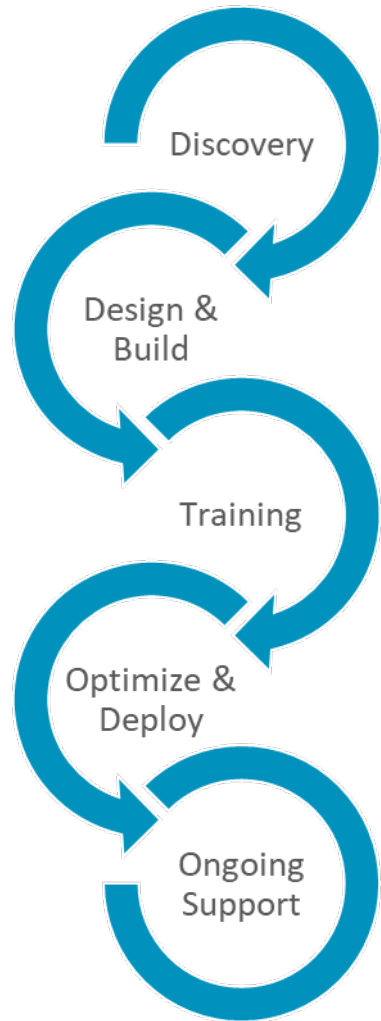 Discovery
Design &
Build
Training
Optimize &
Deploy
Ongoing
Support